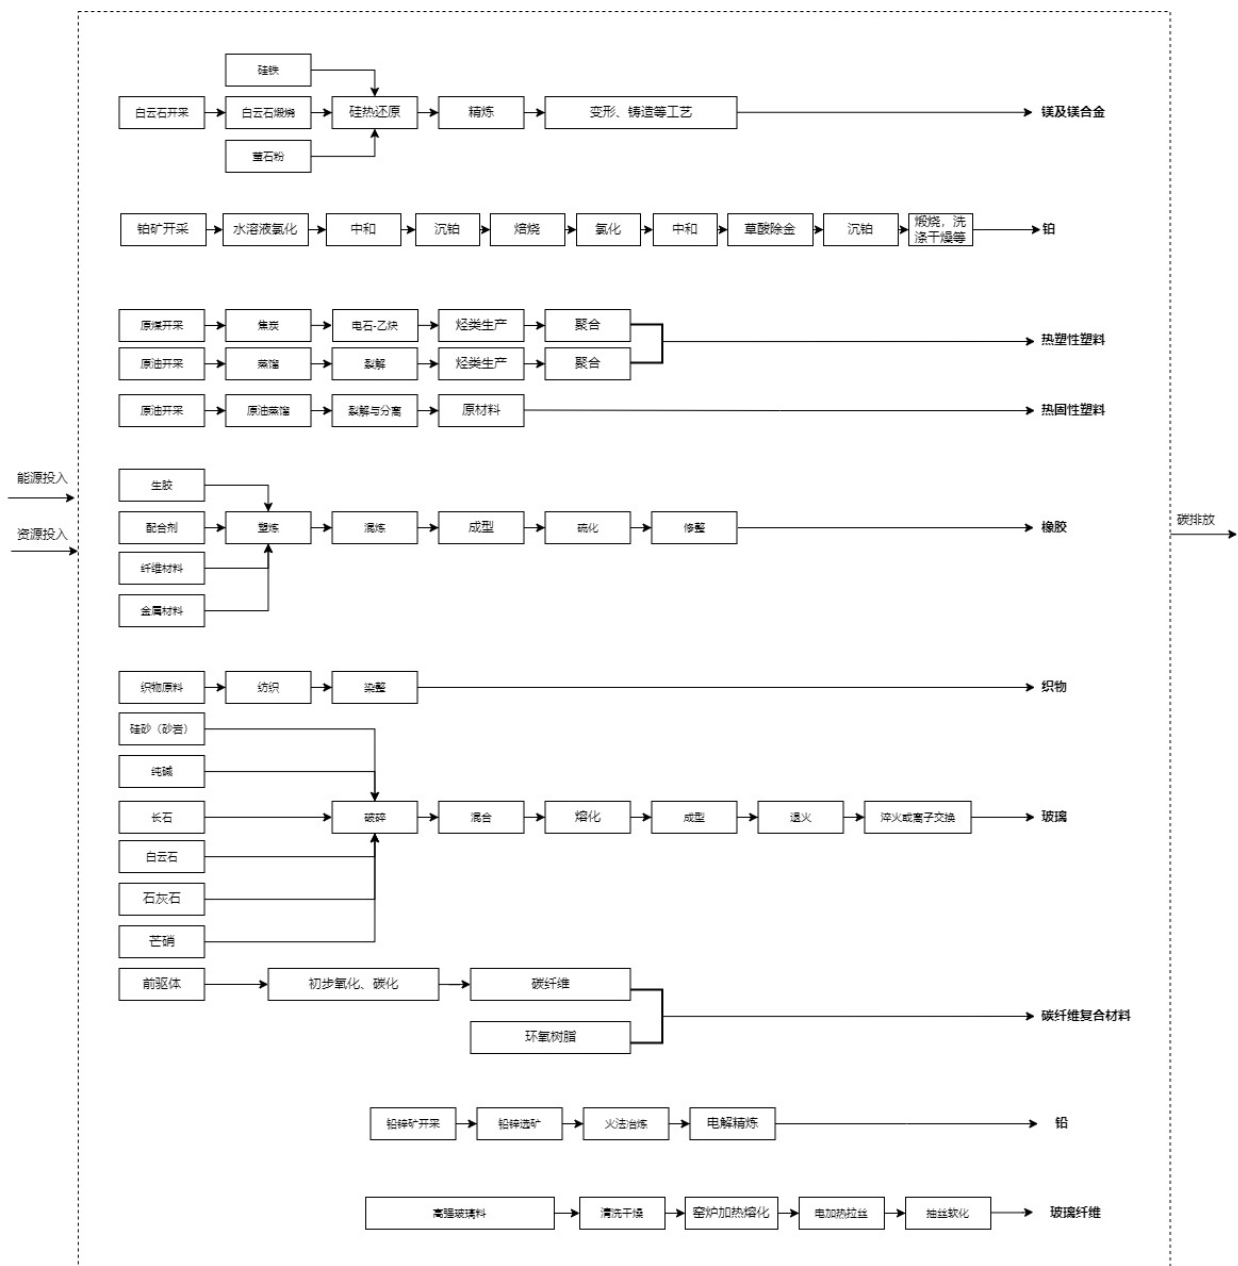 硅铁
白云石开采
白云石煅烧
硅热还原
精炼
变形、铸造等工艺
镁及镁合金
萤石粉
铂矿开采
水溶液氯化
中和
沉铂
焙烧
氯化
中和
草酸除金
沉铂
煅烧，洗
涤干燥等
铂
原煤开采
焦炭
电石-乙炔
烃类生产
聚合
热塑性塑料
原油开采
蒸馏
裂解
烃类生产
聚合
原油开采
原油蒸馏
裂解与分离
原材料
热固性塑料
能源投入
资源投入
碳排放
生胶
配合剂
塑炼
混炼
成型
硫化
修整
橡胶
纤维材料
金属材料
织物原料
纺织
染整
织物
硅砂（砂岩）
纯碱
长石
破碎
混合
熔化
成型
退火
淬火或离子交换
玻璃
白云石
石灰石
芒硝
前驱体
初步氧化、碳化
碳纤维
碳纤维复合材料
环氧树脂
铅锌矿开采
铅锌选矿
火法冶炼
电解精炼
铅
高强玻璃料
清洗干燥
窑炉加热熔化
电加热拉丝
抽丝软化
玻璃纤维